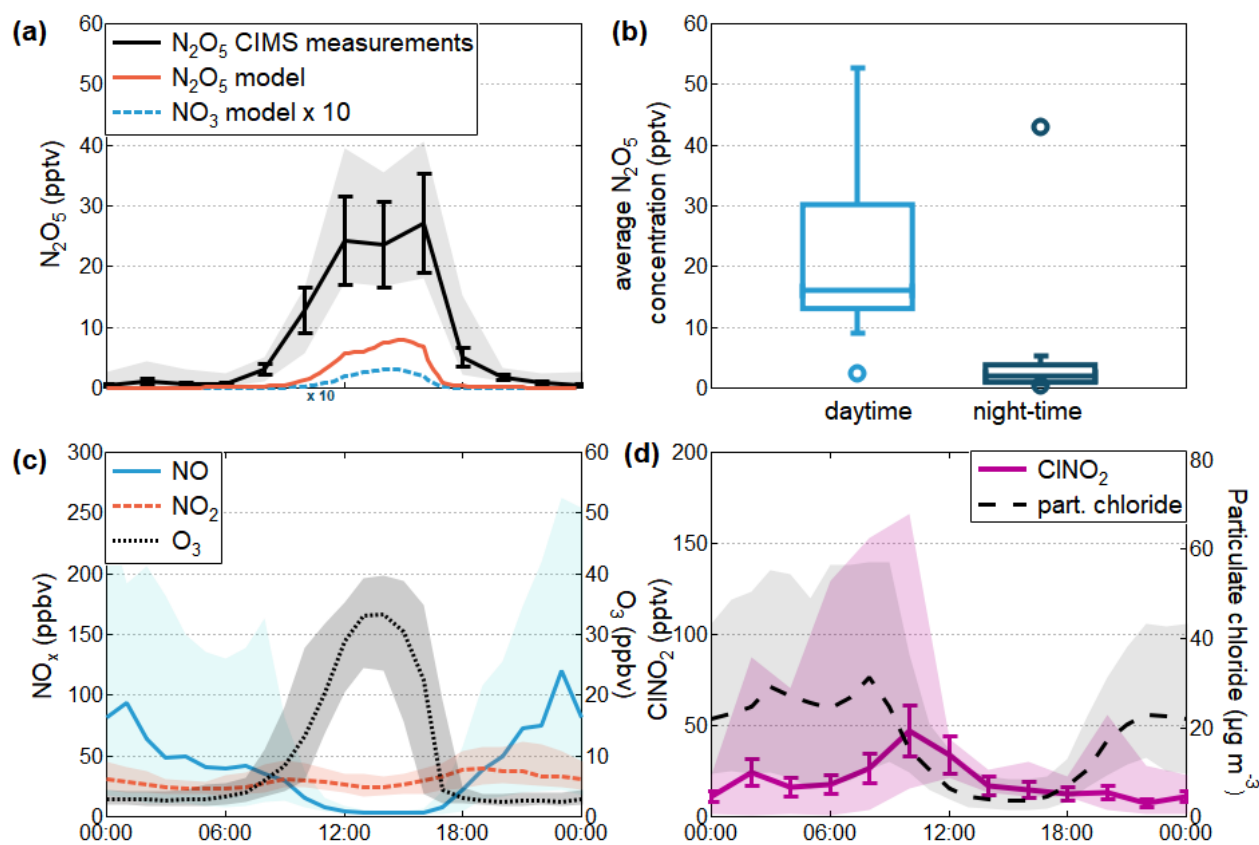 (a)
60
50
40
30
20
10
0
N₂O₅ (pptv)
N₂O₅ CIMS measurements
N₂O₅ model
NO₃ model x 10
x 10
(b)
60
50
40
30
20
10
0
average N₂O₅
concentration (pptv)
daytime
night-time
(c)
300
250
200
150
100
50
0
NOₓ (ppbv)
NO
NO₂
O₃
60
50
40
30
20
10
0
O₃ (ppbv)
00:00
06:00
12:00
18:00
00:00
(d)
200
150
100
50
0
ClNO₂ (pptv)
ClNO₂
part. chloride
80
60
40
20
0
Particulate chloride (µg m⁻³)
00:00
06:00
12:00
18:00
00:00